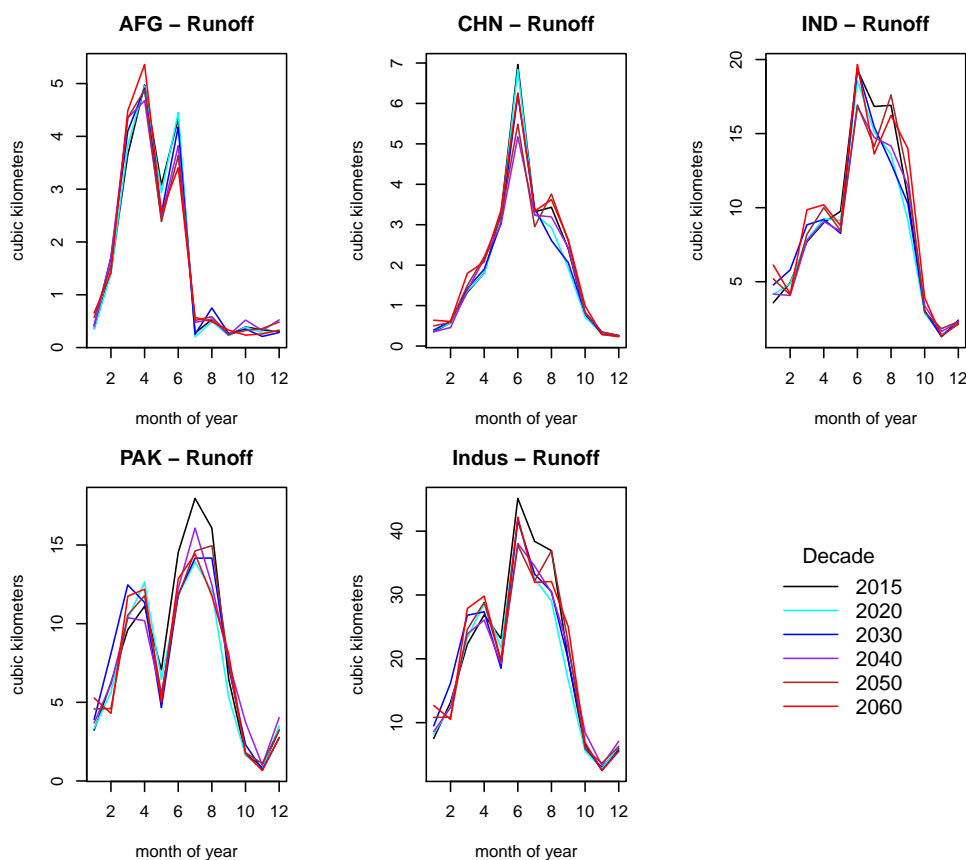 AFG − Runoff
cubic kilometers
5
4
3
2
1
0
2 4 6 8 10 12
month of year
CHN − Runoff
cubic kilometers
7
6
5
4
3
2
1
0
2 4 6 8 10 12
month of year
IND − Runoff
cubic kilometers
20
15
10
5
2 4 6 8 10 12
month of year
PAK − Runoff
cubic kilometers
15
10
5
0
2 4 6 8 10 12
month of year
Indus − Runoff
cubic kilometers
40
30
20
10
2 4 6 8 10 12
month of year
Decade
2015
2020
2030
2040
2050
2060